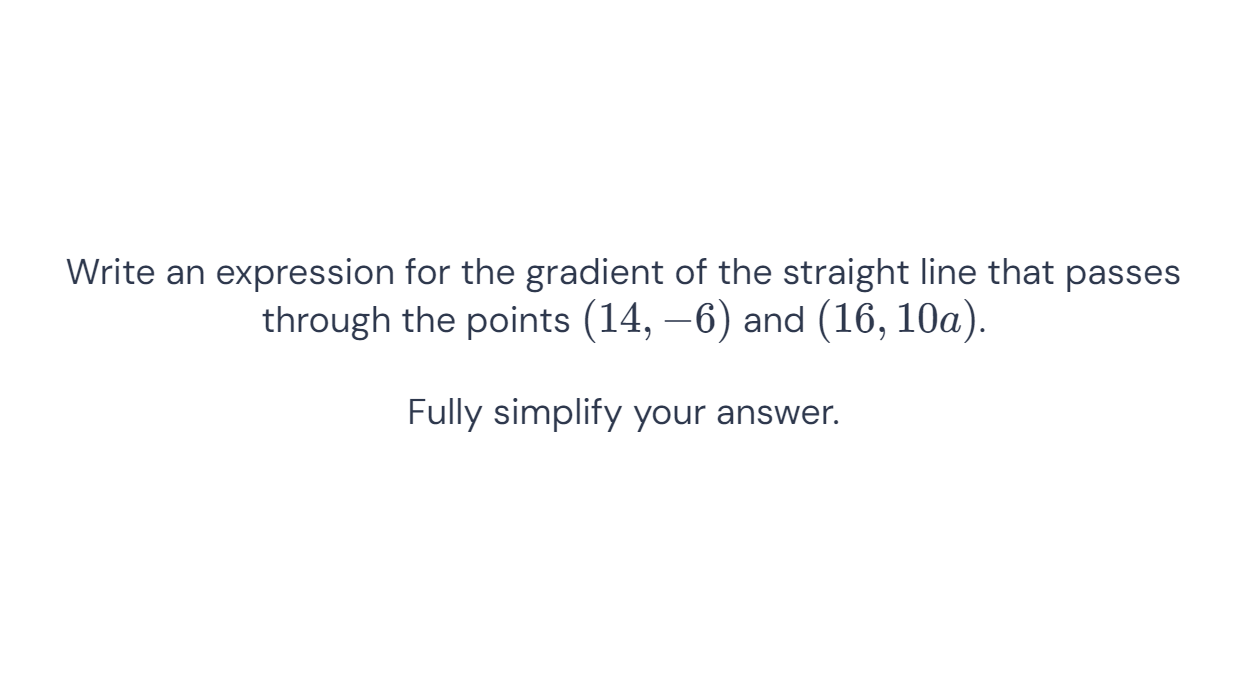 Write an expression for the gradient of the straight line that passes
through the points (14, −6) and (16, 10a).
Fully simplify your answer.